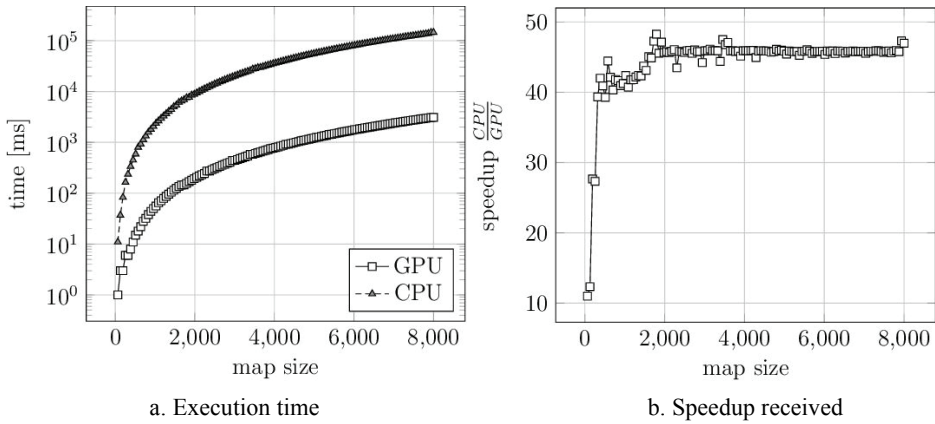 time [ms]
10^5
10^4
10^3
10^2
10^1
10^0
GPU
CPU
0
2,000
4,000
6,000
8,000
map size
a. Execution time
speedup CPU/GPU
50
40
30
20
10
0
2,000
4,000
6,000
8,000
map size
b. Speedup received